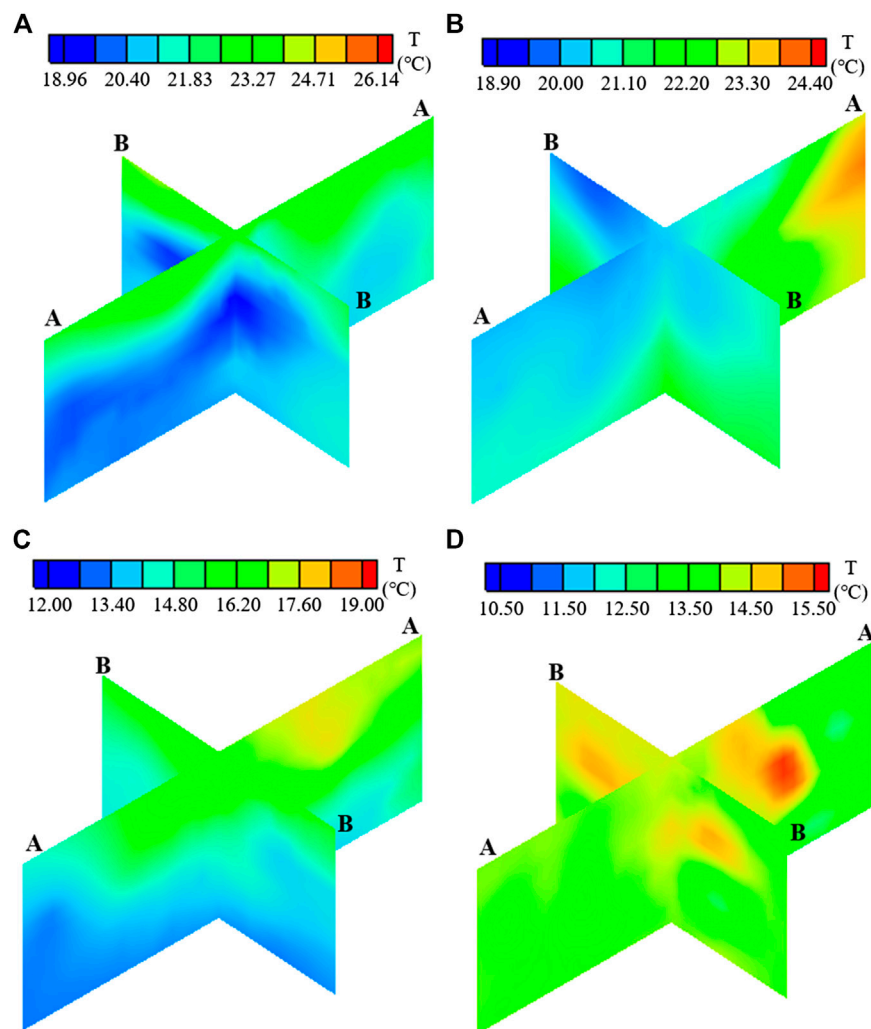 A
T
18.96 20.40 21.83 23.27 24.71 26.14 (°C)
A
B
A
B
B
T
18.90 20.00 21.10 22.20 23.30 24.40 (°C)
A
B
A
B
C
T
12.00 13.40 14.80 16.20 17.60 19.00 (°C)
A
B
A
B
D
T
10.50 11.50 12.50 13.50 14.50 15.50 (°C)
A
B
A
B